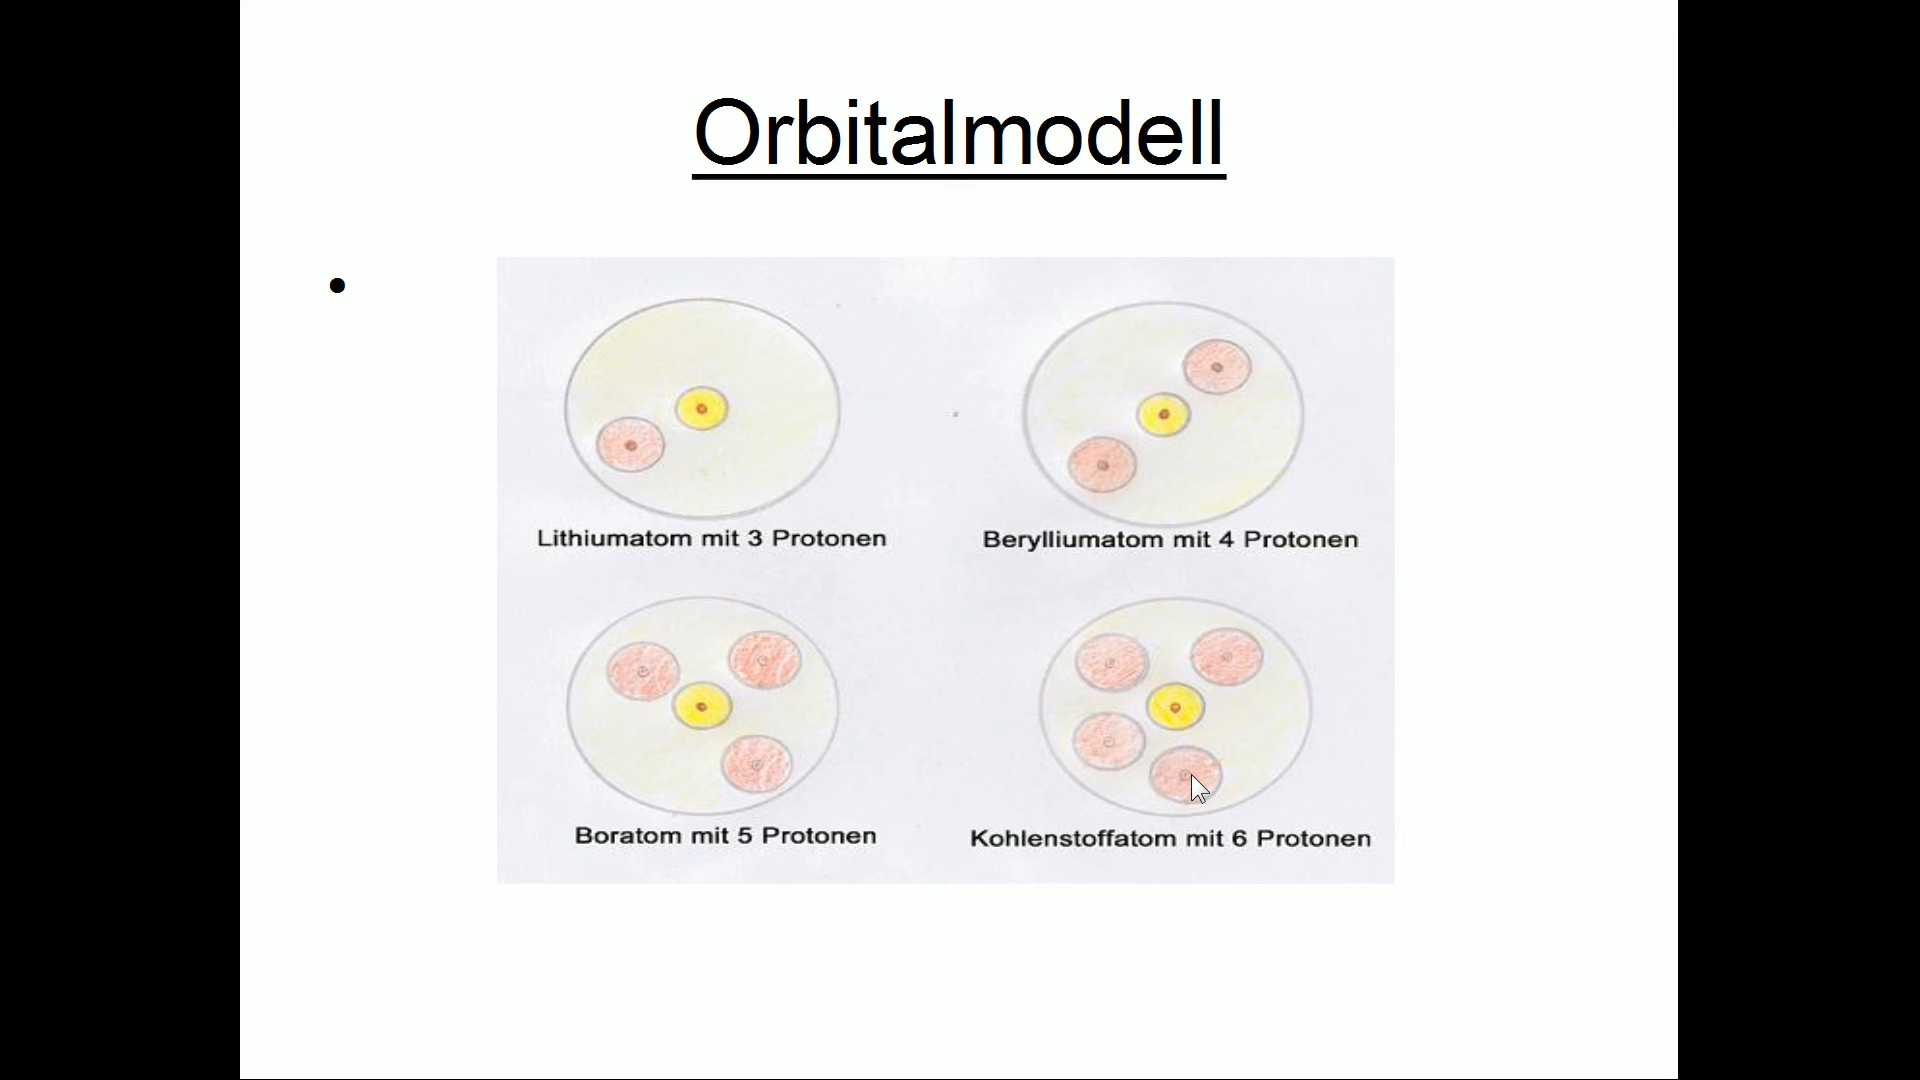 Orbitalmodell
•
Lithiumatom mit 3 Protonen
Berylliumatom mit 4 Protonen
Boratom mit 5 Protonen
Kohlenstoffatom mit 6 Protonen